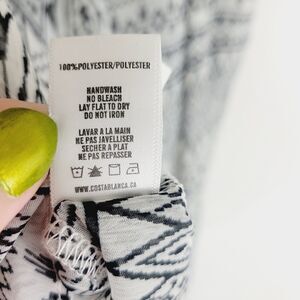 100%POLYESTER/POLYESTER
HANDWASH
NO BLEACH
LAY FLAT TO DRY
DO NOT IRON
LAVAR A LA MAIN
NE PAS JAVELLISER
SECHER A PLAT
NE PAS REPASSER
WWW.COSTABLANCA.CA